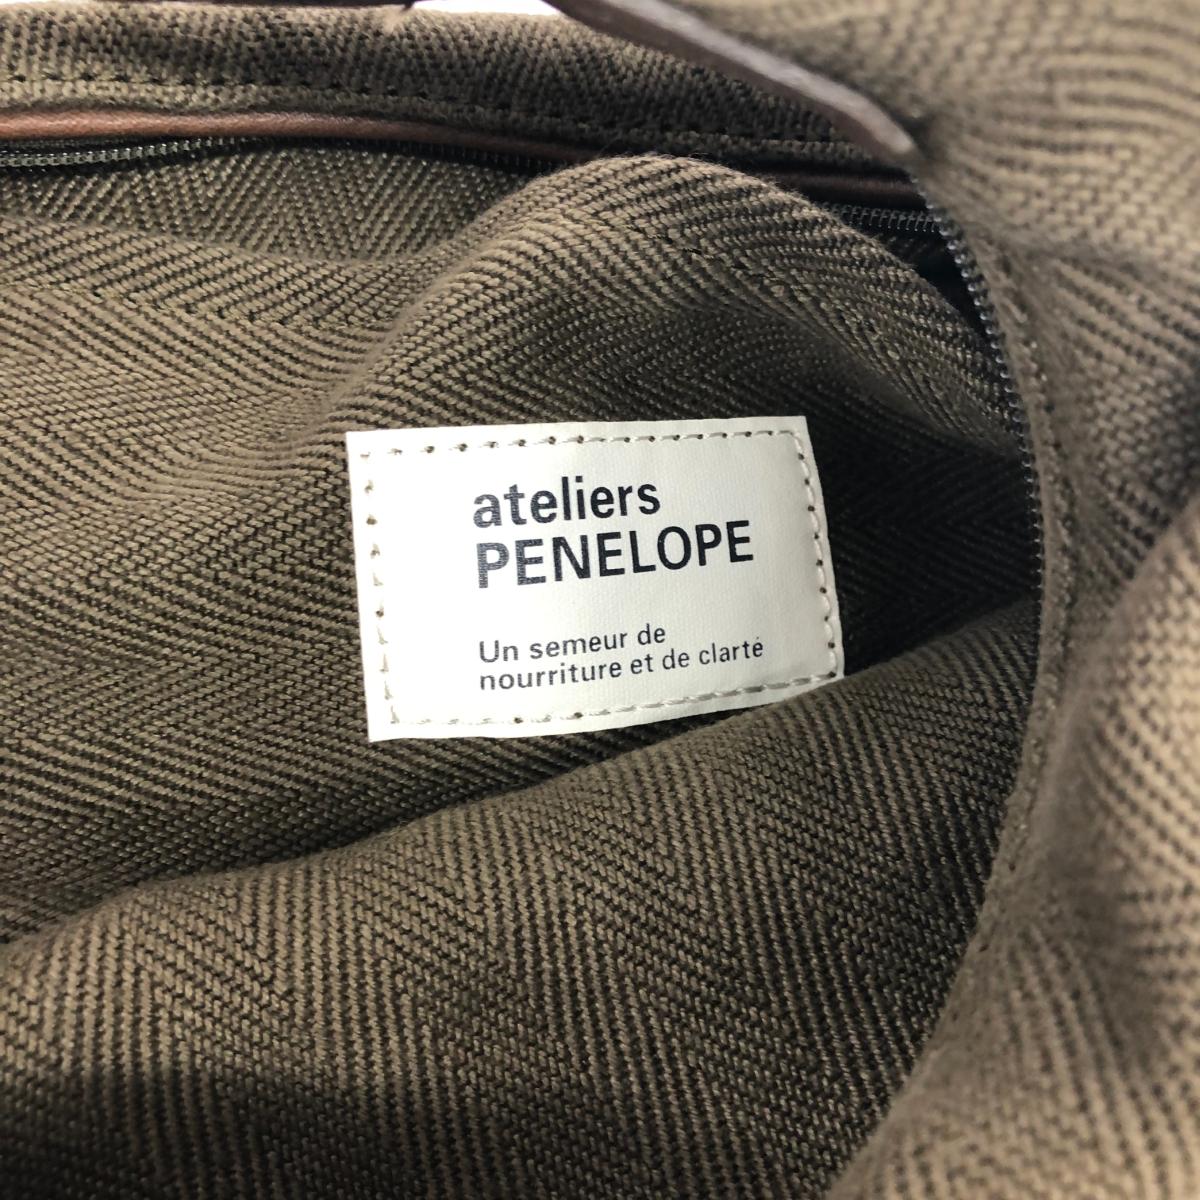 ateliers
PENELOPE
Un semeur de
nourriture et de clarté